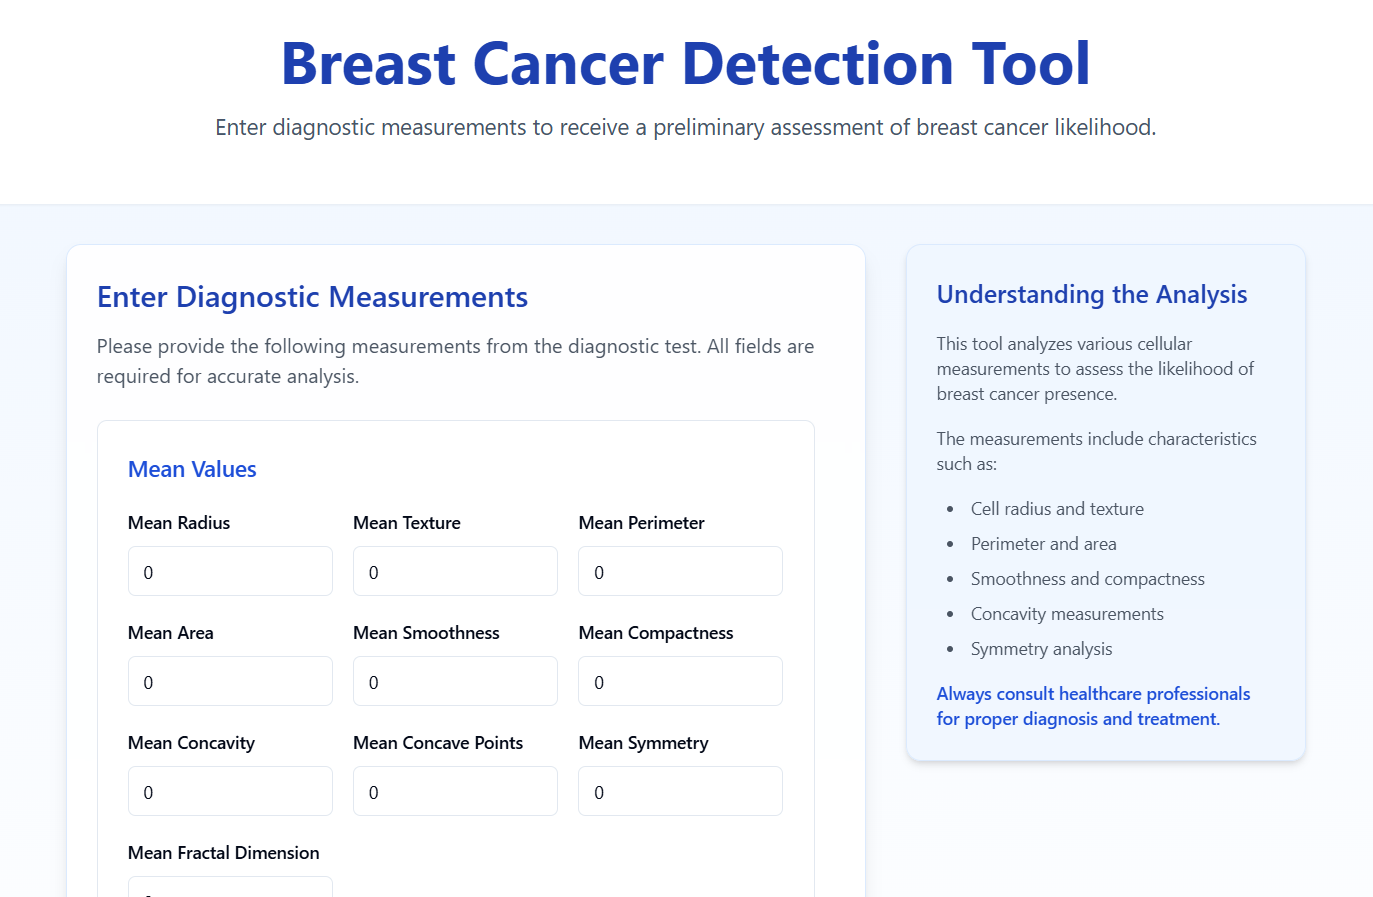 Breast Cancer Detection Tool
Enter diagnostic measurements to receive a preliminary assessment of breast cancer likelihood.
Enter Diagnostic Measurements
Please provide the following measurements from the diagnostic test. All fields are
required for accurate analysis.
Mean Values
Mean Radius
Mean Texture
Mean Perimeter
0
0
0
Mean Area
Mean Smoothness
Mean Compactness
0
0
0
Mean Concavity
Mean Concave Points
Mean Symmetry
0
0
0
Mean Fractal Dimension
Understanding the Analysis
This tool analyzes various cellular
measurements to assess the likelihood of
breast cancer presence.
The measurements include characteristics
such as:
• Cell radius and texture
• Perimeter and area
• Smoothness and compactness
• Concavity measurements
• Symmetry analysis
Always consult healthcare professionals
for proper diagnosis and treatment.